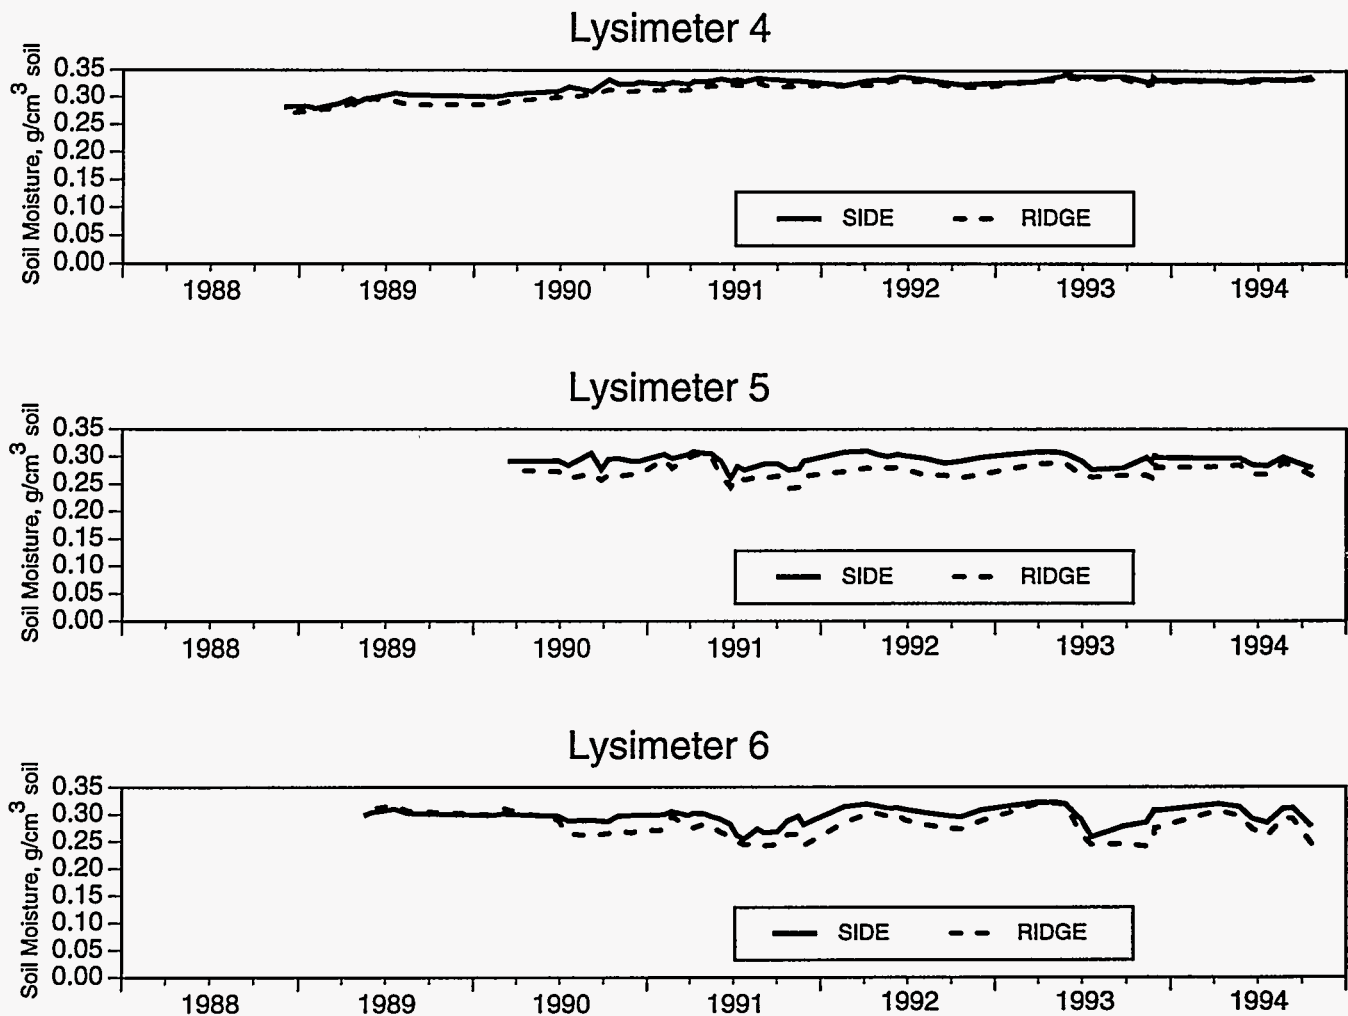 Lysimeter 4
Soil Moisture, g/cm3 soil
0.35
0.30
0.25
0.20
0.15
0.10
0.05
0.00
SIDE RIDGE
1988 1989 1990 1991 1992 1993 1994
Lysimeter 5
Soil Moisture, g/cm3 soil
0.35
0.30
0.25
0.20
0.15
0.10
0.05
0.00
SIDE RIDGE
1988 1989 1990 1991 1992 1993 1994
Lysimeter 6
Soil Moisture, g/cm3 soil
0.35
0.30
0.25
0.20
0.15
0.10
0.05
0.00
SIDE RIDGE
1988 1989 1990 1991 1992 1993 1994